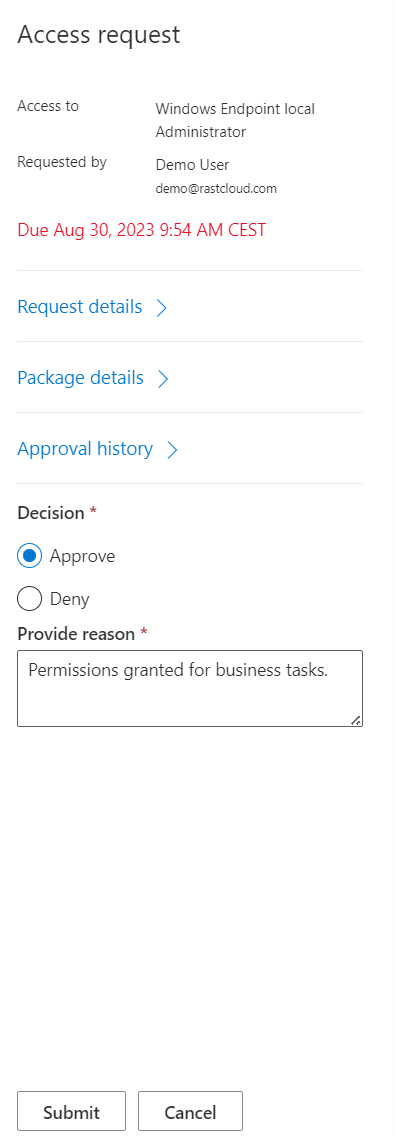 Access request
Access to
Windows Endpoint local
Administrator
Requested by
Demo User
demo@rastcloud.com
Due Aug 30, 2023 9:54 AM CEST
Request details
Package details
Approval history
Decision *
Approve
Deny
Provide reason *
Permissions granted for business tasks.
Submit
Cancel